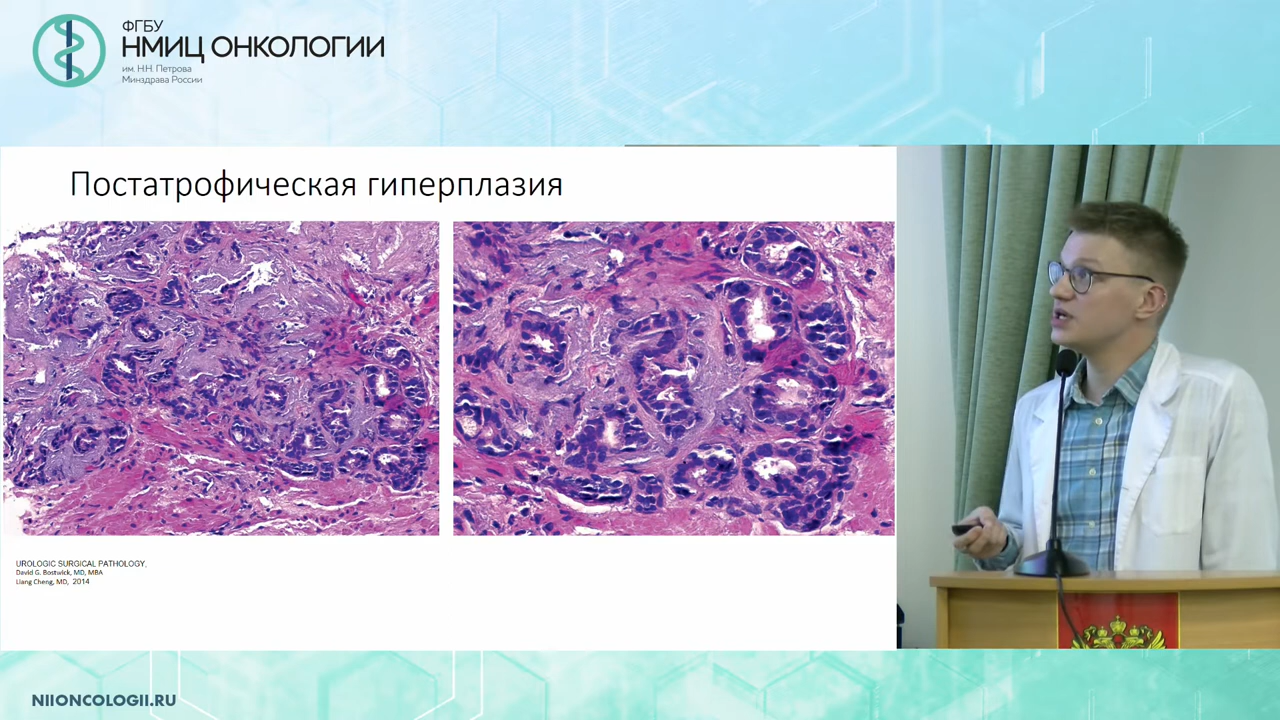 ФГБУ
НМИЦ ОНКОЛОГИИ
им. Н.Н. Петрова
Минздрава России
Постатрофическая гиперплазия
UROLOGIC SURGICAL PATHOLOGY,
David G. Bostwick, MD, MBA
Liang Cheng, MD, 2014
NIIONCOLOGII.RU